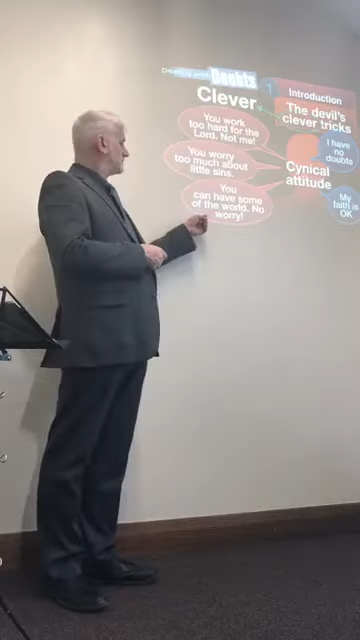 Dealing with Doubts
Clever
1 Introduction
The devil's
clever tricks
You work
too hard for the
Lord. Not me!
I have
no
doubts
You worry
too much about
little sins.
Cynical
attitude
You
can have some
of the world. No
worry!
My
faith is
OK